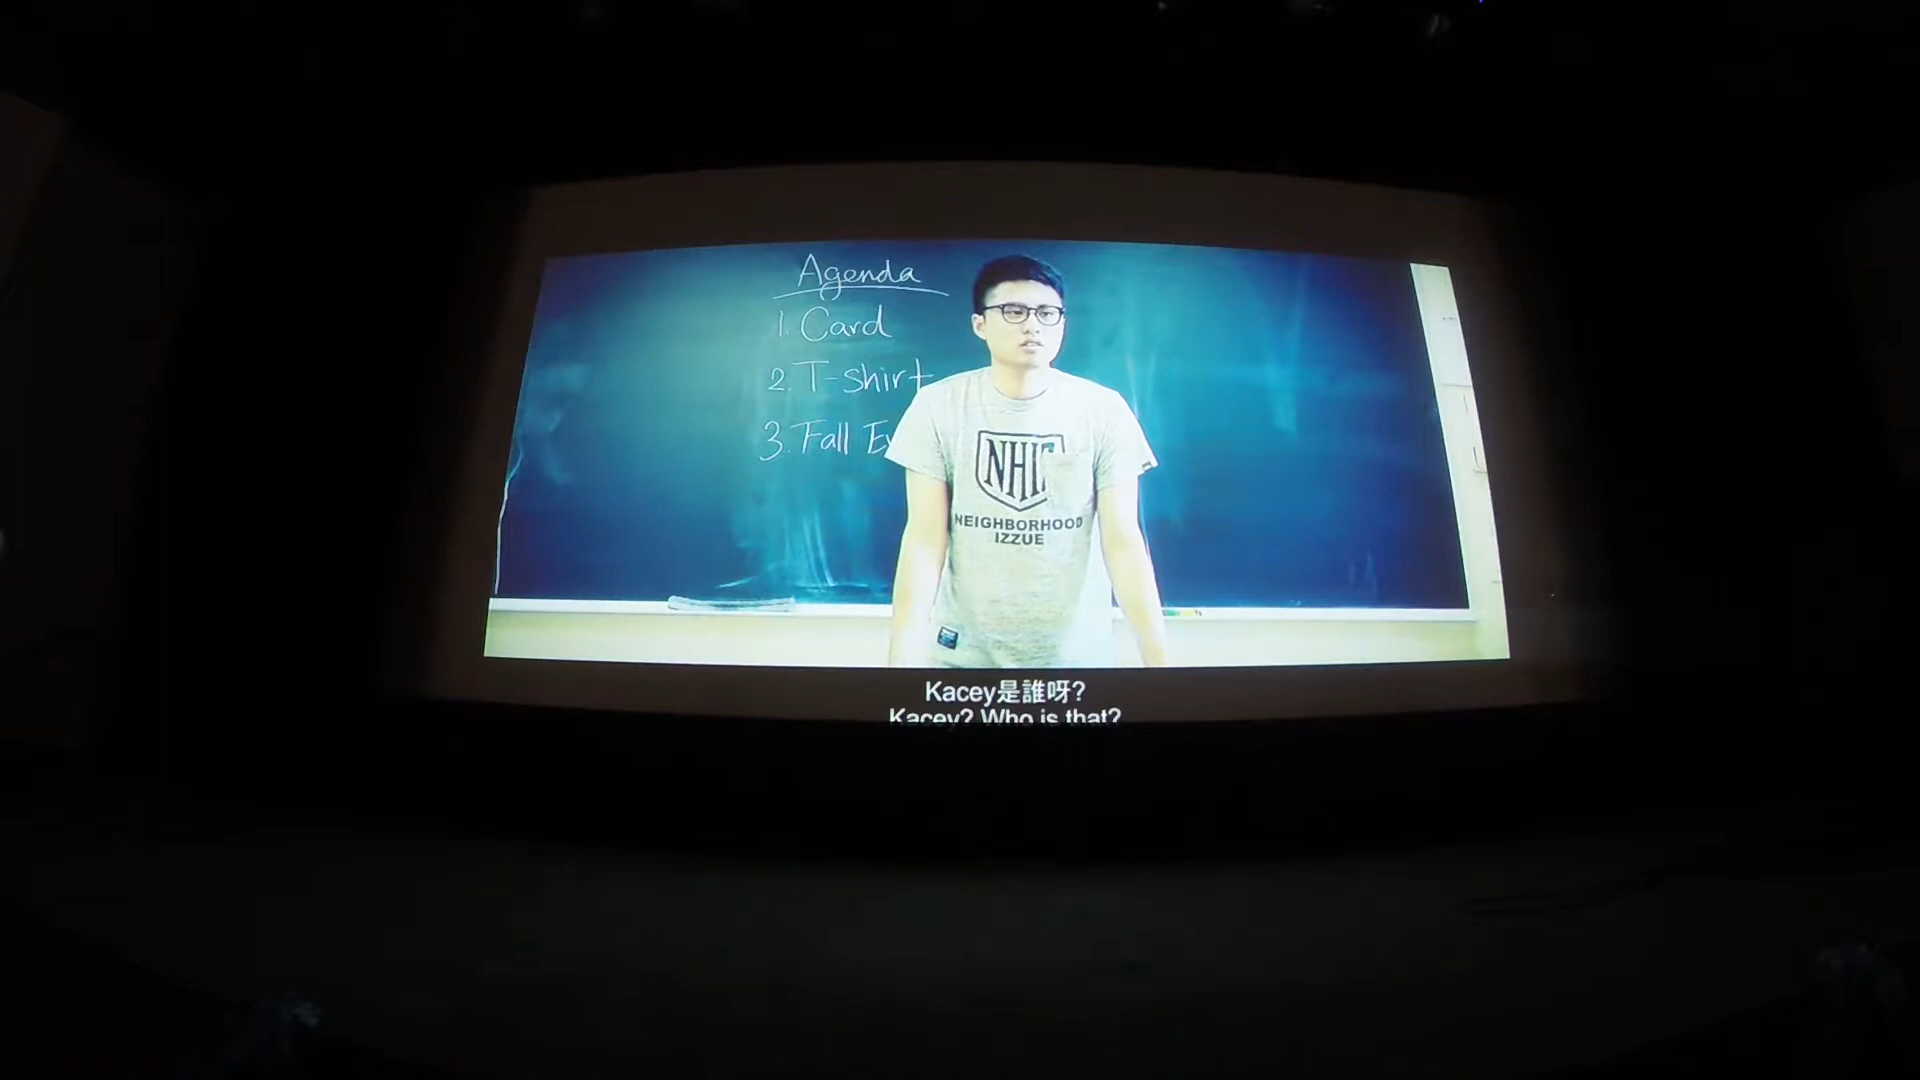 Agenda
1. Card
2. T-shirt
3. Fall
NEIGHBORHOOD
IZZUE
Kacey是誰呀?
Kacey? Who is that?